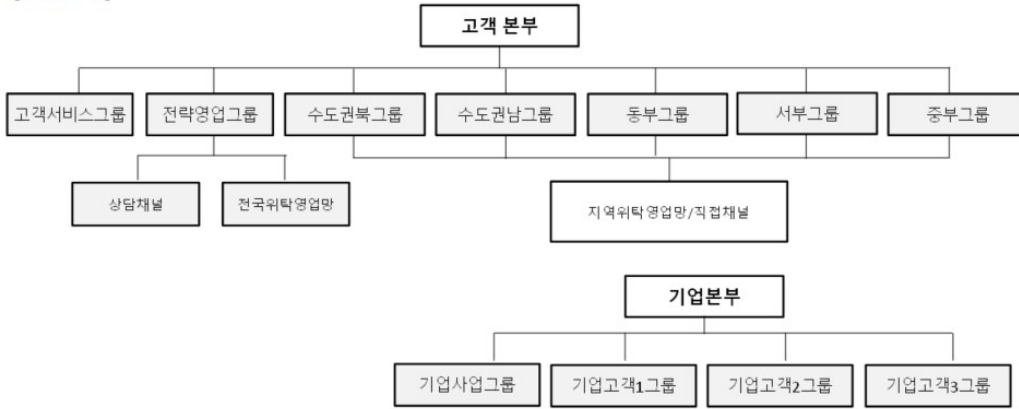 고객 본부
고객서비스그룹 전략영업그룹 수도권북그룹 수도권남그룹 동부그룹 서부그룹 중부그룹
상담채널 전국위탁영업망 지역위탁영업망/직접채널
기업본부
기업사업그룹 기업고객1그룹 기업고객2그룹 기업고객3그룹